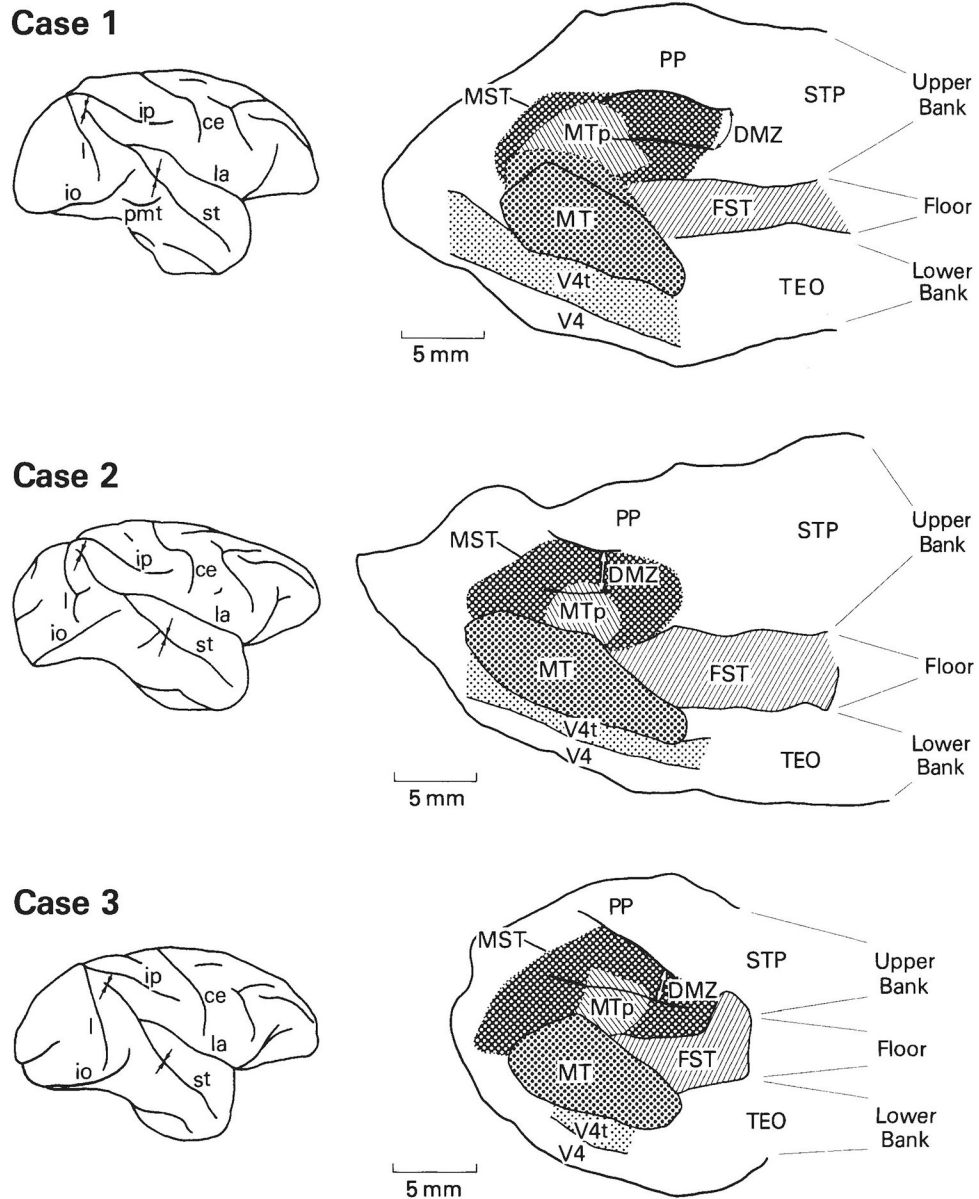 Case 1
ip
ce
l
la
io
pmt
st
PP
STP
MST
MTp
DMZ
MT
FST
V4t
V4
TEO
Upper
Bank
Floor
Lower
Bank
5 mm
Case 2
ip
ce
l
la
io
st
PP
STP
MST
DMZ
MTp
MT
FST
V4t
V4
TEO
Upper
Bank
Floor
Lower
Bank
5 mm
Case 3
ip
ce
l
la
io
st
PP
STP
MST
DMZ
MTp
MT
FST
V4t
V4
TEO
Upper
Bank
Floor
Lower
Bank
5 mm